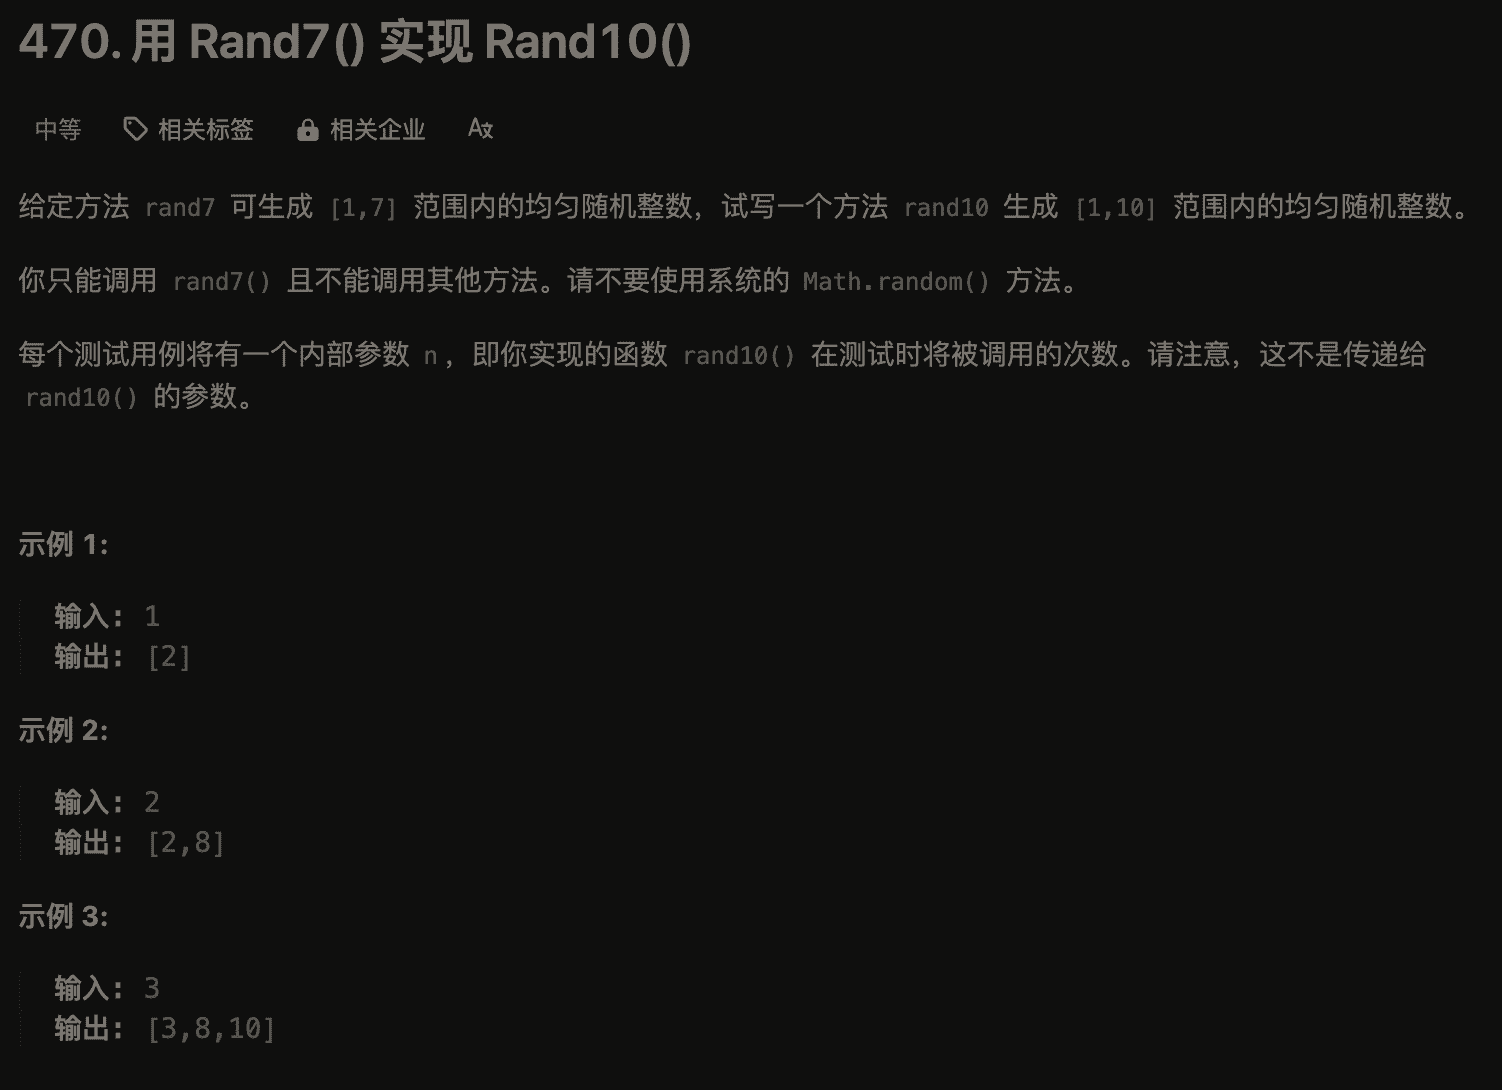 470. 用 Rand7() 实现 Rand10()
中等 相关标签 相关企业
给定方法 rand7 可生成 [1,7] 范围内的均匀随机整数，试写一个方法 rand10 生成 [1,10] 范围内的均匀随机整数。
你只能调用 rand7() 且不能调用其他方法。请不要使用系统的 Math.random() 方法。
每个测试用例将有一个内部参数 n，即你实现的函数 rand10() 在测试时将被调用的次数。请注意，这不是传递给
rand10() 的参数。
示例 1:
输入: 1
输出: [2]
示例 2:
输入: 2
输出: [2,8]
示例 3:
输入: 3
输出: [3,8,10]